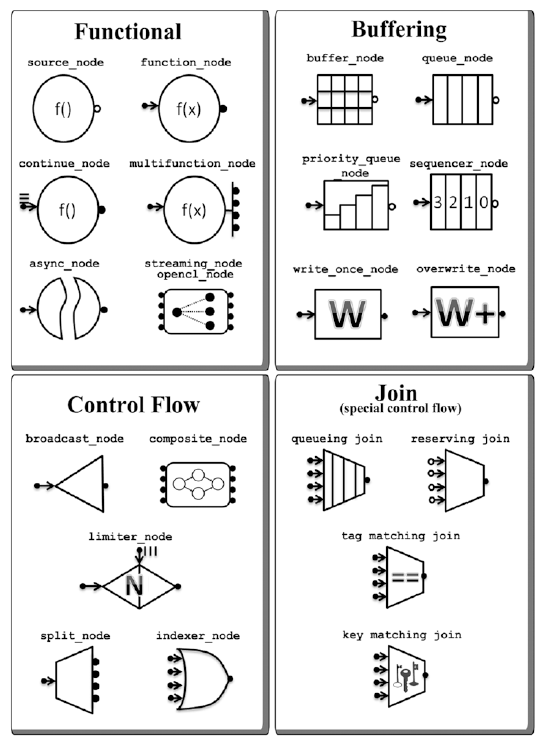 Functional
source_node
function_node
f()
f(x)
continue_node
multifunction_node
f()
f(x)
async_node
streaming_node
opencl_node
Buffering
buffer_node
queue_node
priority_queue
_node
sequencer_node
3 2 1 0
write_once_node
overwrite_node
W
W+
Control Flow
broadcast_node
composite_node
limiter_node
N
split_node
indexer_node
Join
(special control flow)
queueing join
reserving join
tag matching join
==
key matching join